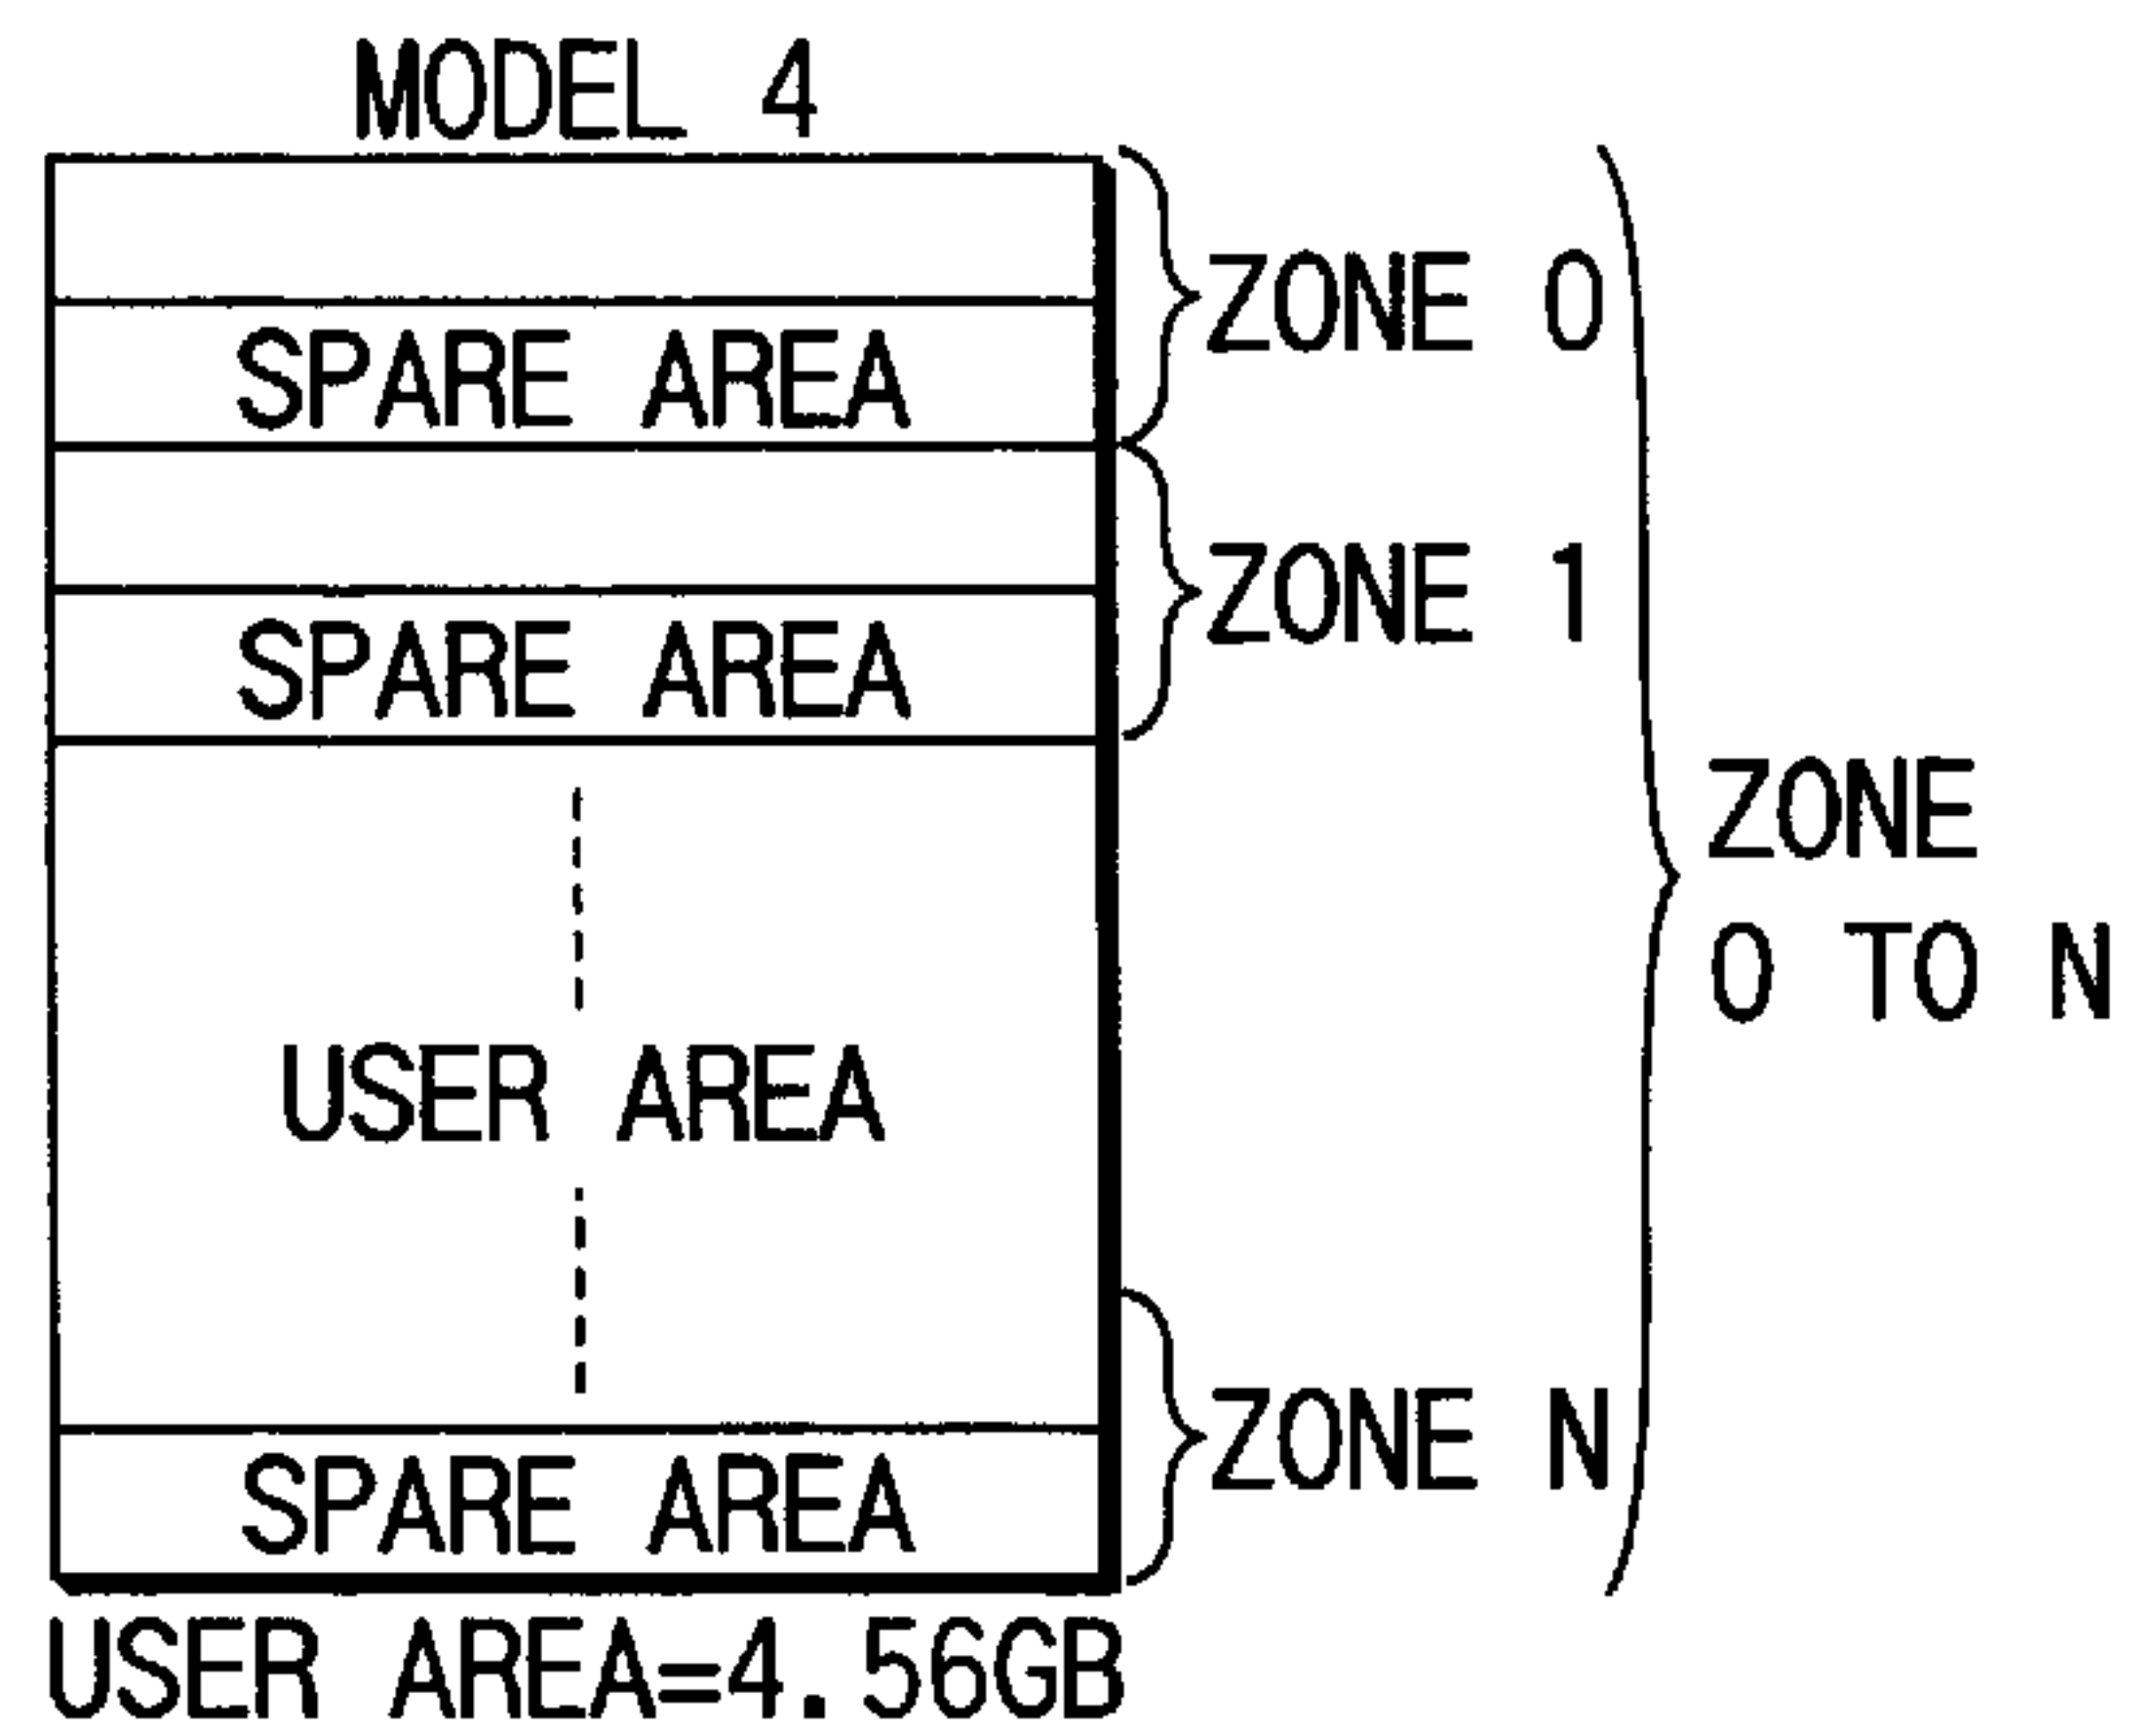 MODEL 4
ZONE 0
SPARE AREA
ZONE 1
SPARE AREA
ZONE
0 TO N
USER AREA
ZONE N
SPARE AREA
USER AREA=4.56GB